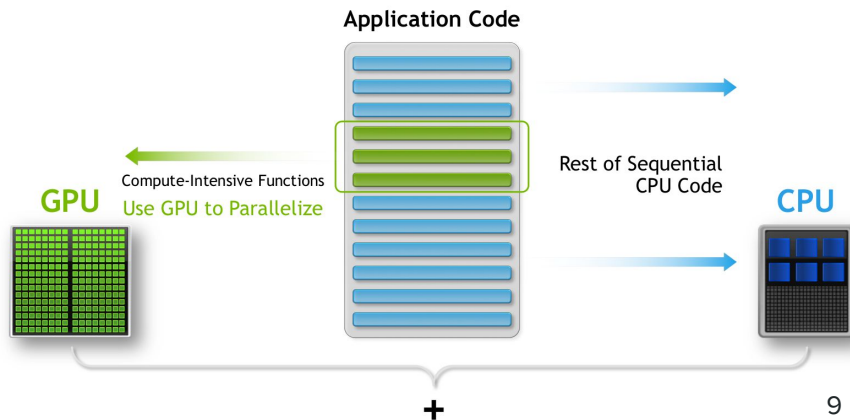 Application Code
Compute-Intensive Functions
Use GPU to Parallelize
GPU
Rest of Sequential
CPU Code
CPU
+
9